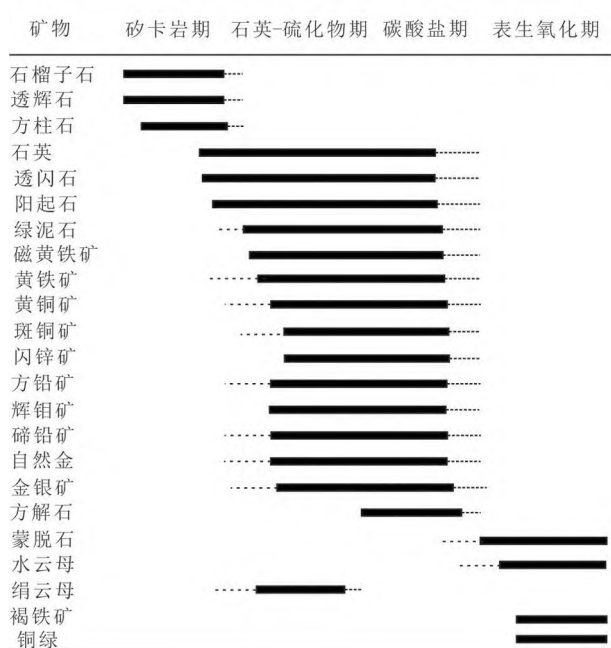 矿物 矽卡岩期 石英-硫化物期 碳酸盐期 表生氧化期
石榴子石
透辉石
方柱石
石英
透闪石
阳起石
绿泥石
磁黄铁矿
黄铁矿
黄铜矿
斑铜矿
闪锌矿
方铅矿
辉钼矿
碲铅矿
自然金
金银矿
方解石
蒙脱石
水云母
绢云母
褐铁矿
铜绿